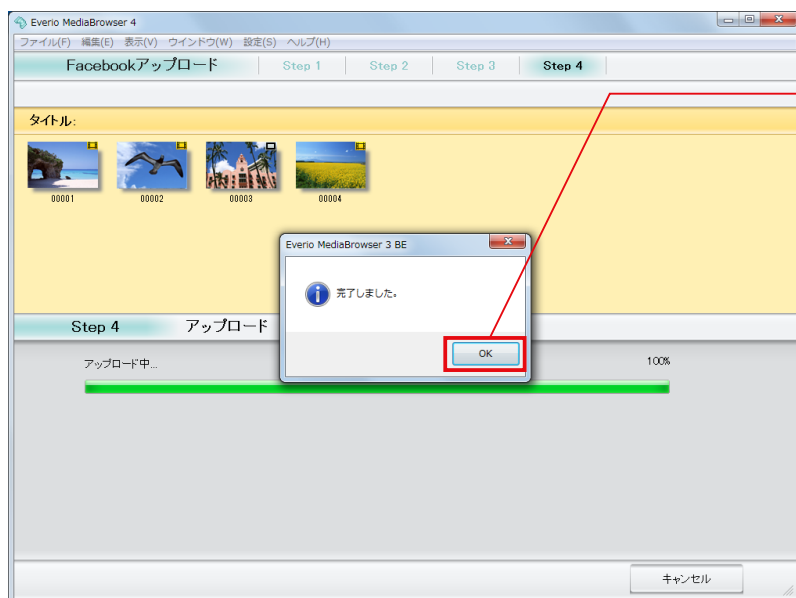 Everio MediaBrowser 4
ファイル(F) 編集(E) 表示(V) ウインドウ(W) 設定(S) ヘルプ(H)
Facebookアップロード Step 1 Step 2 Step 3 Step 4
タイトル:
00001 00002 00003 00004
Everio MediaBrowser 3 BE
完了しました。
OK
Step 4 アップロード
アップロード中... 100%
キャンセル